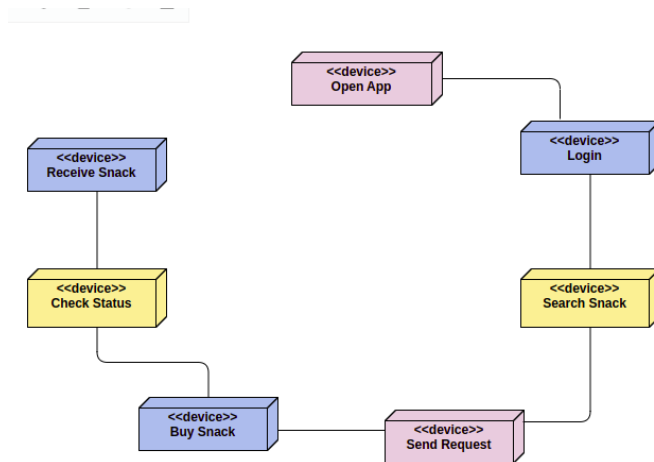 <<device>>
Open App
<<device>>
Login
<<device>>
Receive Snack
<<device>>
Check Status
<<device>>
Search Snack
<<device>>
Buy Snack
<<device>>
Send Request